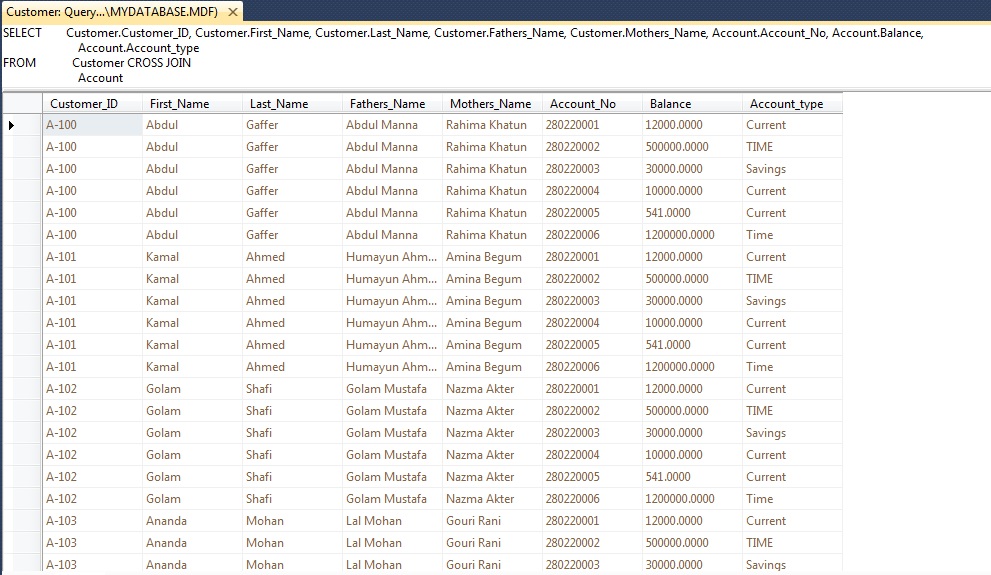 Customer: Query...\MYDATABASE.MDF)
SELECT Customer.Customer_ID, Customer.First_Name, Customer.Last_Name, Customer.Fathers_Name, Customer.Mothers_Name, Account.Account_No, Account.Balance,
Account.Account_type
FROM Customer CROSS JOIN
Account
Customer_ID First_Name Last_Name Fathers_Name Mothers_Name Account_No Balance Account_type
A-100 Abdul Gaffer Abdul Manna Rahima Khatun 280220001 12000.0000 Current
A-100 Abdul Gaffer Abdul Manna Rahima Khatun 280220002 500000.0000 TIME
A-100 Abdul Gaffer Abdul Manna Rahima Khatun 280220003 30000.0000 Savings
A-100 Abdul Gaffer Abdul Manna Rahima Khatun 280220004 10000.0000 Current
A-100 Abdul Gaffer Abdul Manna Rahima Khatun 280220005 541.0000 Current
A-100 Abdul Gaffer Abdul Manna Rahima Khatun 280220006 1200000.0000 Time
A-101 Kamal Ahmed Humayun Ahm... Amina Begum 280220001 12000.0000 Current
A-101 Kamal Ahmed Humayun Ahm... Amina Begum 280220002 500000.0000 TIME
A-101 Kamal Ahmed Humayun Ahm... Amina Begum 280220003 30000.0000 Savings
A-101 Kamal Ahmed Humayun Ahm... Amina Begum 280220004 10000.0000 Current
A-101 Kamal Ahmed Humayun Ahm... Amina Begum 280220005 541.0000 Current
A-101 Kamal Ahmed Humayun Ahm... Amina Begum 280220006 1200000.0000 Time
A-102 Golam Shafi Golam Mustafa Nazma Akter 280220001 12000.0000 Current
A-102 Golam Shafi Golam Mustafa Nazma Akter 280220002 500000.0000 TIME
A-102 Golam Shafi Golam Mustafa Nazma Akter 280220003 30000.0000 Savings
A-102 Golam Shafi Golam Mustafa Nazma Akter 280220004 10000.0000 Current
A-102 Golam Shafi Golam Mustafa Nazma Akter 280220005 541.0000 Current
A-102 Golam Shafi Golam Mustafa Nazma Akter 280220006 1200000.0000 Time
A-103 Ananda Mohan Lal Mohan Gouri Rani 280220001 12000.0000 Current
A-103 Ananda Mohan Lal Mohan Gouri Rani 280220002 500000.0000 TIME
A-103 Ananda Mohan Lal Mohan Gouri Rani 280220003 30000.0000 Savings